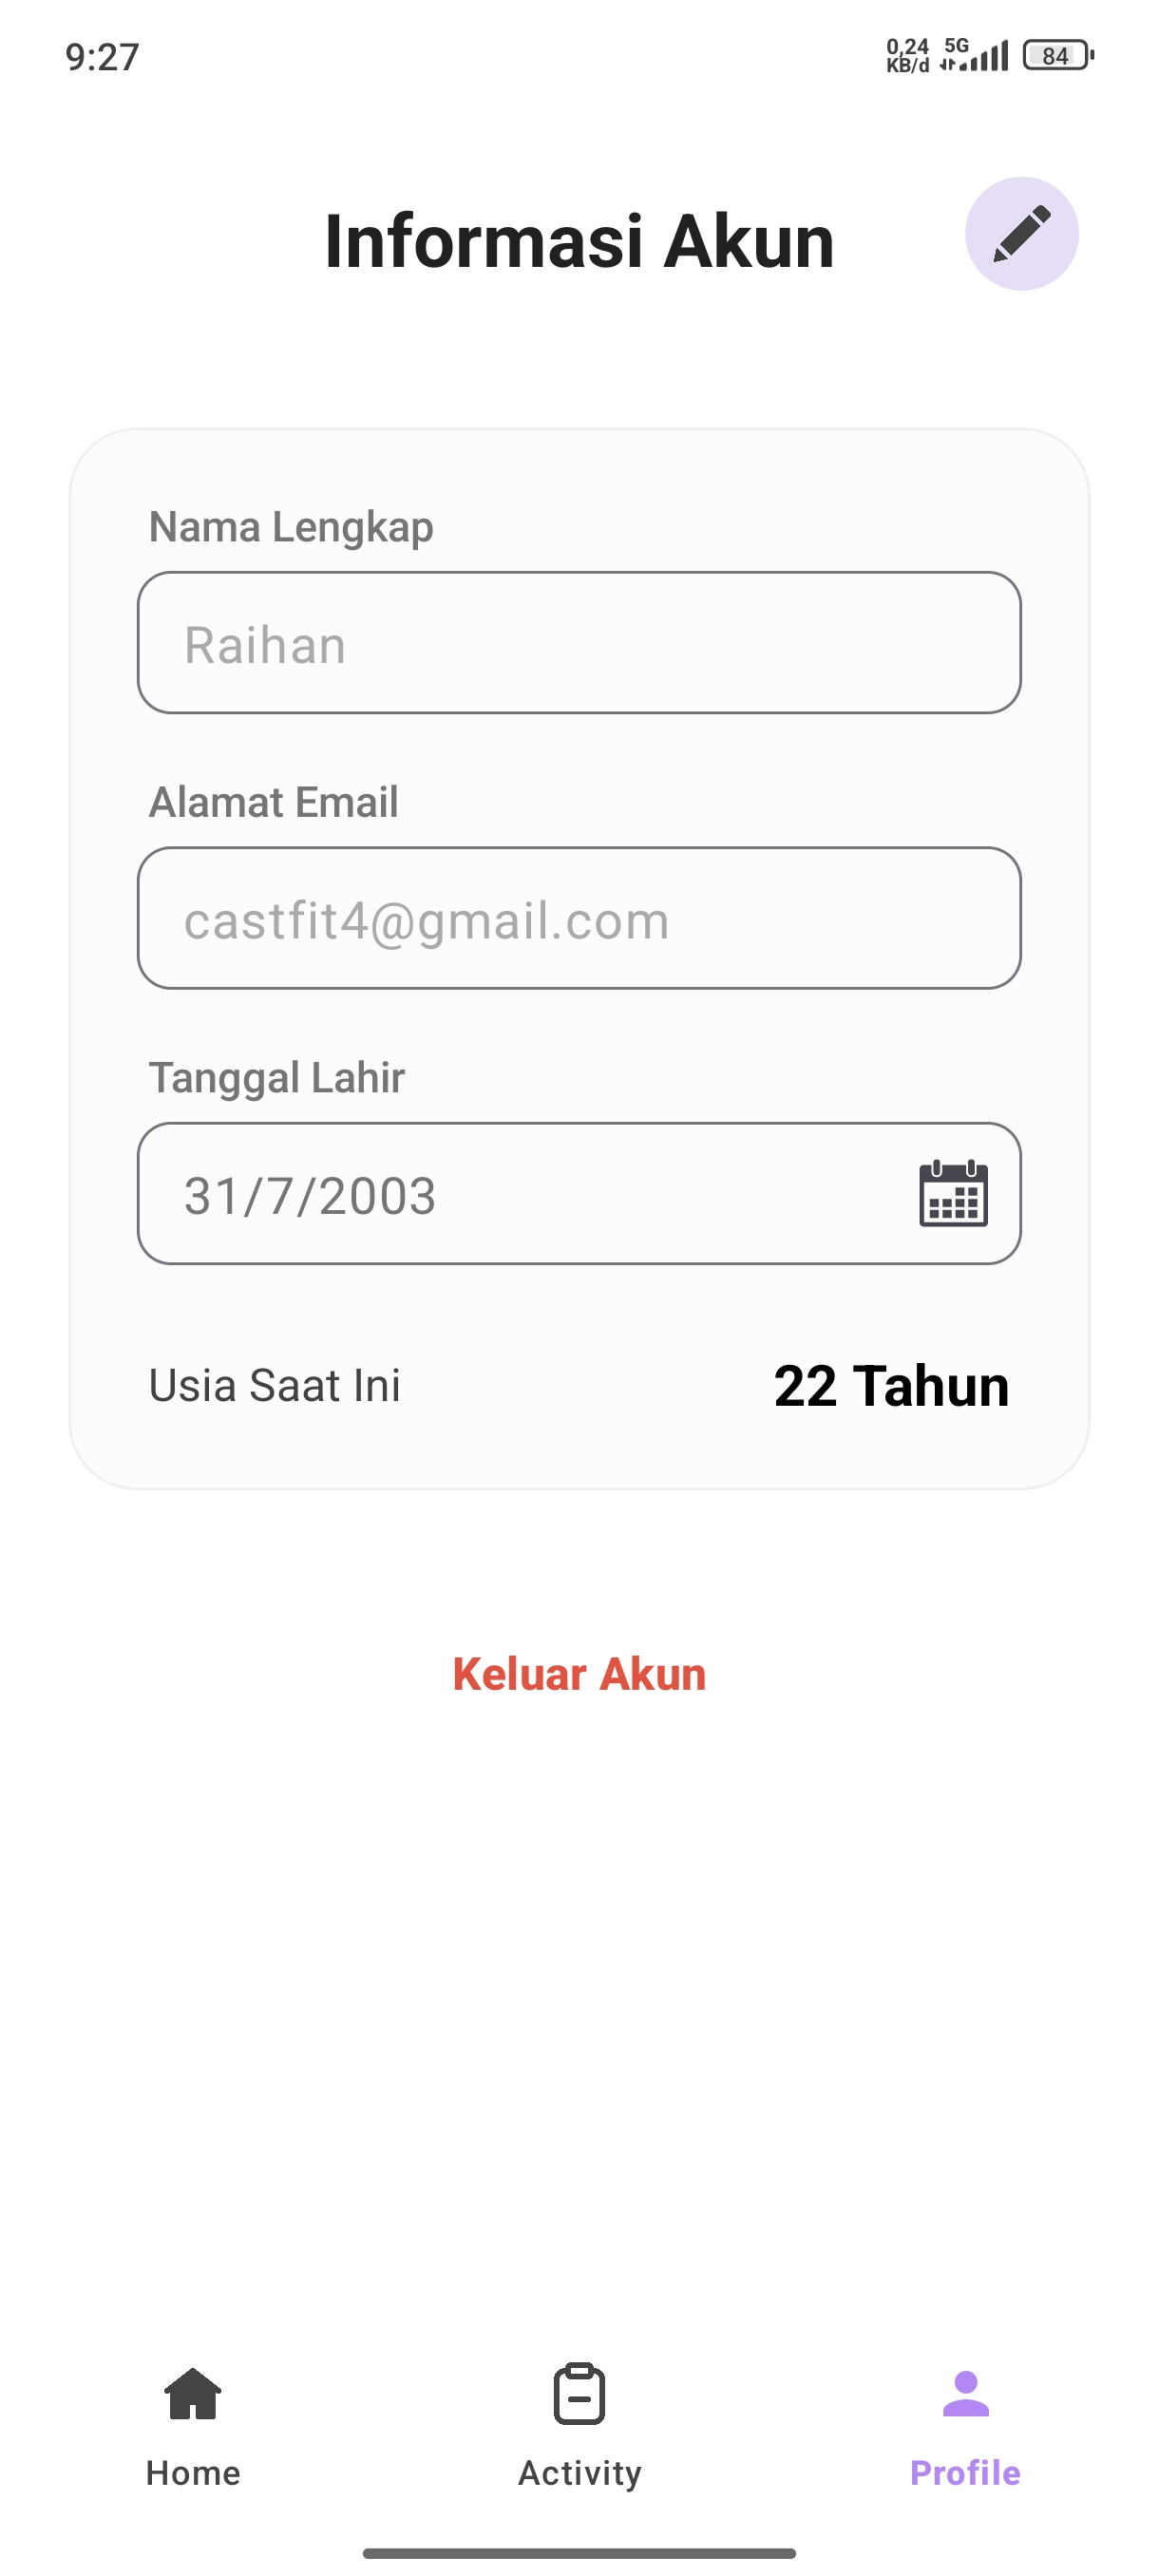 9:27
0,24
KB/d
5G
84
Informasi Akun
Nama Lengkap
Raihan
Alamat Email
castfit4@gmail.com
Tanggal Lahir
31/7/2003
Usia Saat Ini
22 Tahun
Keluar Akun
Home
Activity
Profile